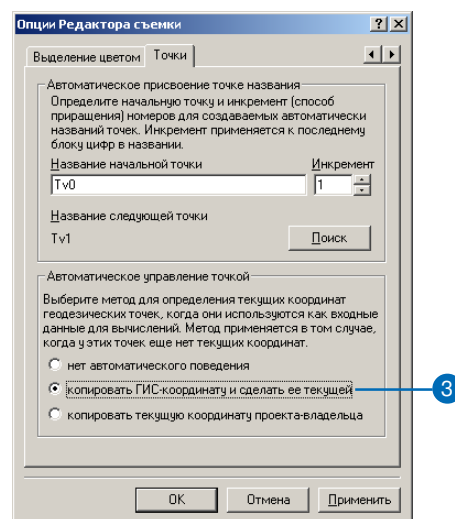 Опции Редактора съемки
Выделение цветом Точки
Автоматическое присвоение точке названия
Определите начальную точку и инкремент (способ
приращения) номеров для создаваемых автоматически
названий точек. Инкремент применяется к последнему
блоку цифр в названии.
Название начальной точки Инкремент
Tv0 1
Название следующей точки
Tv1 Поиск
Автоматическое управление точкой
Выберите метод для определения текущих координат
геодезических точек, когда они используются как входные
данные для вычислений. Метод применяется в том случае,
когда у этих точек еще нет текущих координат.
нет автоматического поведения
копировать ГИС-координату и сделать ее текущей 3
копировать текущую координату проекта-владельца
OK Отмена Применить